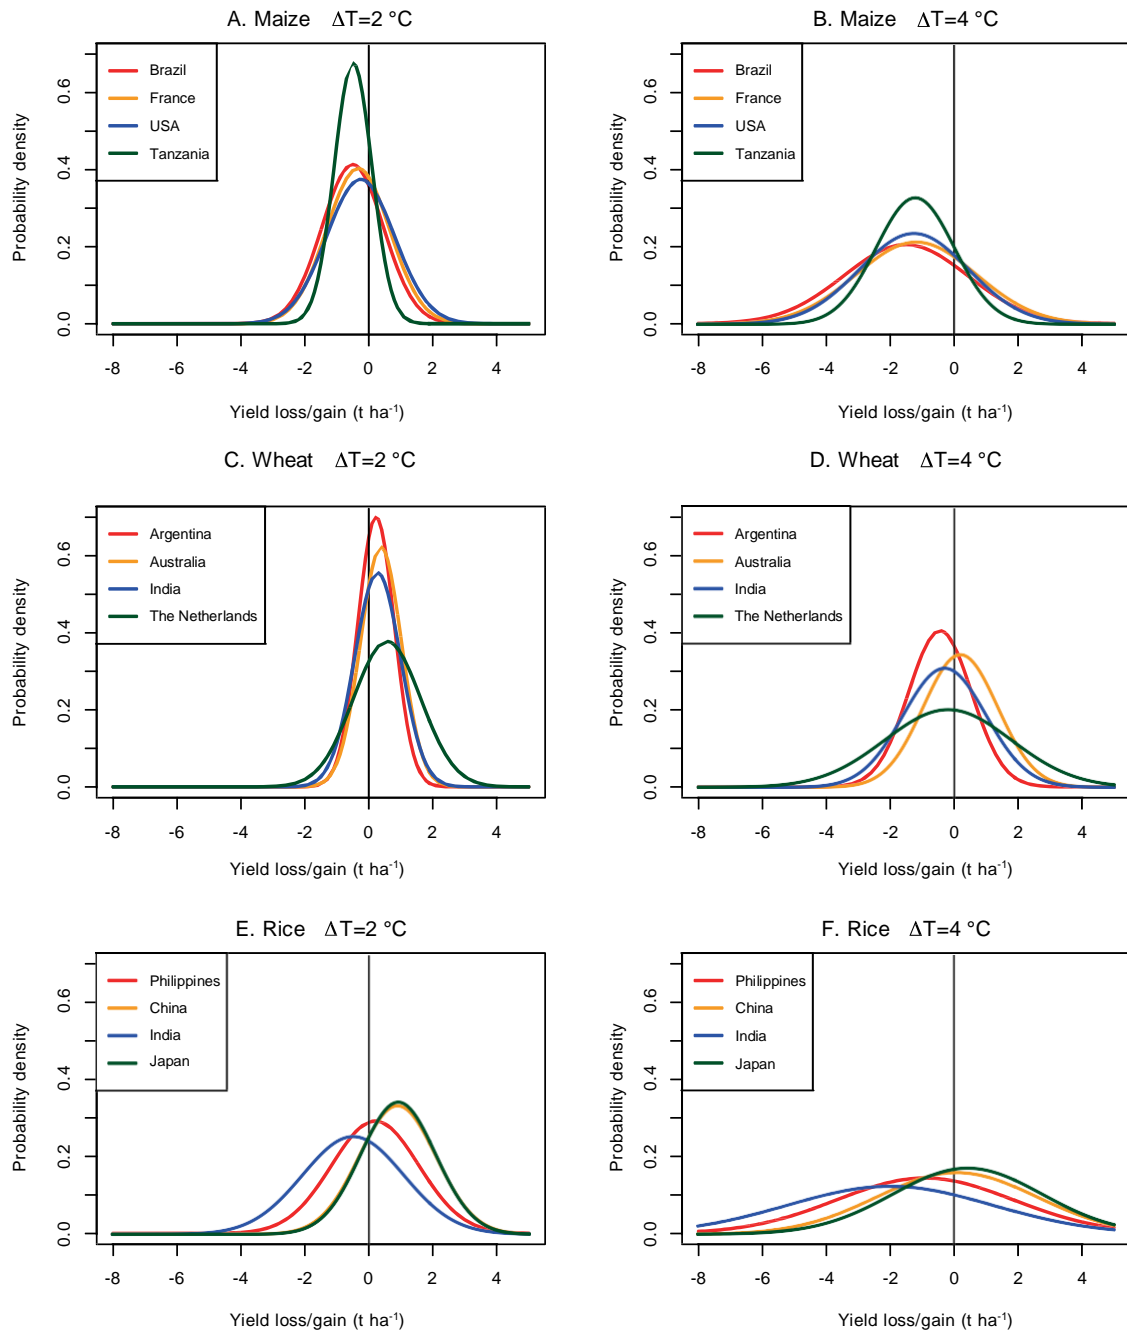 A. Maize ΔT=2 °C
Probability density
0.0 0.2 0.4 0.6
Brazil
France
USA
Tanzania
-8 -6 -4 -2 0 2 4
Yield loss/gain (t ha-1)
B. Maize ΔT=4 °C
Probability density
0.0 0.2 0.4 0.6
Brazil
France
USA
Tanzania
-8 -6 -4 -2 0 2 4
Yield loss/gain (t ha-1)
C. Wheat ΔT=2 °C
Probability density
0.0 0.2 0.4 0.6
Argentina
Australia
India
The Netherlands
-8 -6 -4 -2 0 2 4
Yield loss/gain (t ha-1)
D. Wheat ΔT=4 °C
Probability density
0.0 0.2 0.4 0.6
Argentina
Australia
India
The Netherlands
-8 -6 -4 -2 0 2 4
Yield loss/gain (t ha-1)
E. Rice ΔT=2 °C
Probability density
0.0 0.2 0.4 0.6
Philippines
China
India
Japan
-8 -6 -4 -2 0 2 4
Yield loss/gain (t ha-1)
F. Rice ΔT=4 °C
Probability density
0.0 0.2 0.4 0.6
Philippines
China
India
Japan
-8 -6 -4 -2 0 2 4
Yield loss/gain (t ha-1)